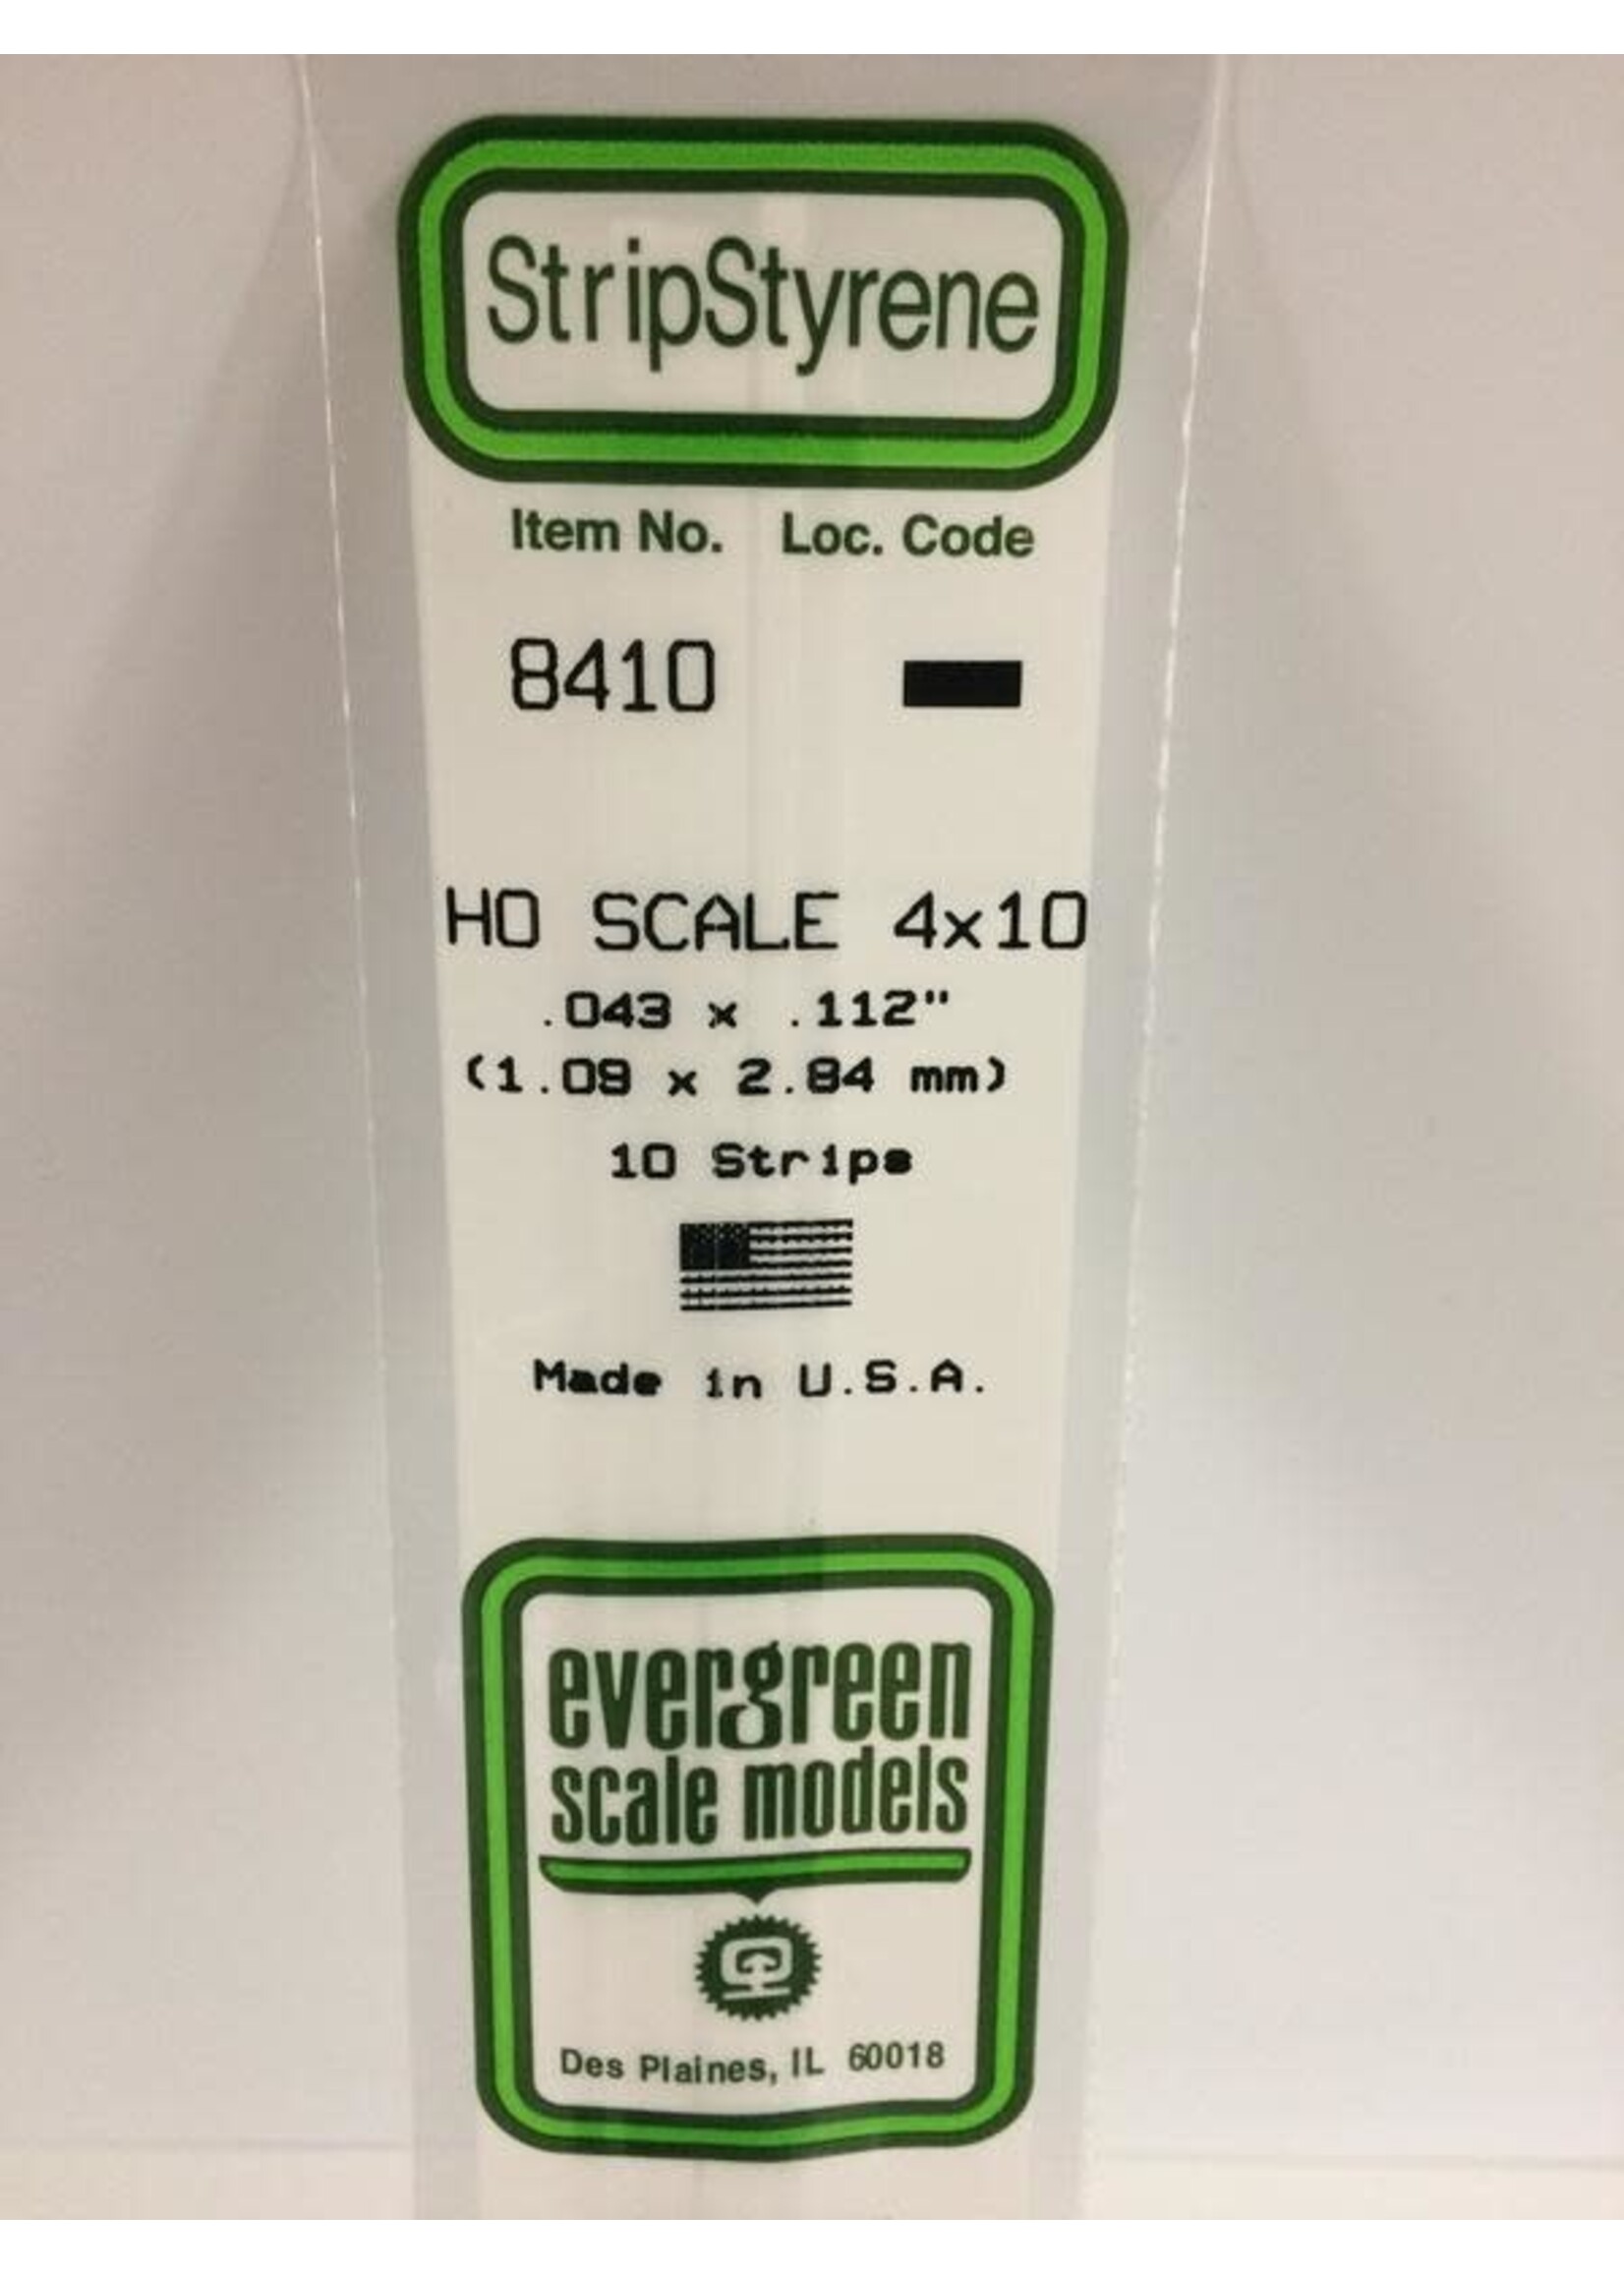 StripStyrene
Item No. Loc. Code
8410
HO SCALE 4x10
.043 x .112"
(1.09 x 2.84 mm)
10 Strips
Made in U.S.A.
evergreen
scale models
Des Plaines, IL 60018